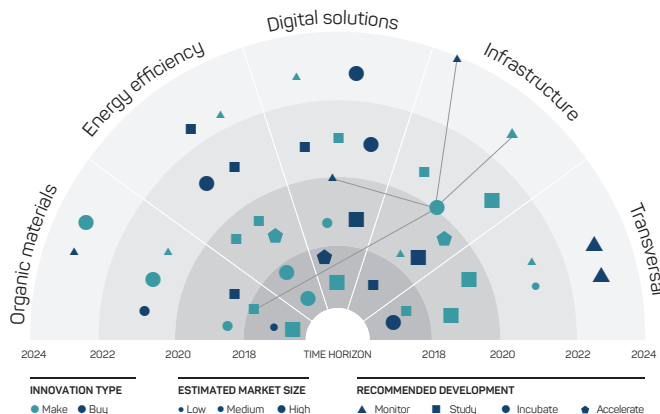 Digital solutions
Energy efficiency
Infrastructure
Organic materials
Transversal
2024 2022 2020 2018 TIME HORIZON 2018 2020 2022 2024
INNOVATION TYPE
Make Buy
ESTIMATED MARKET SIZE
Low Medium High
RECOMMENDED DEVELOPMENT
Monitor Study Incubate Accelerate